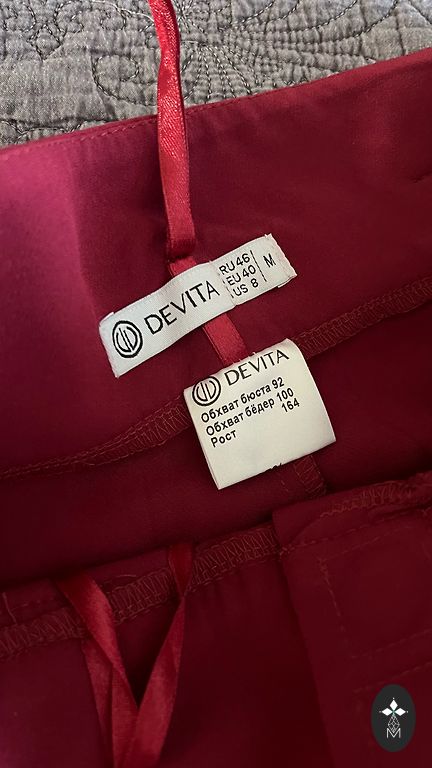 DEVITA
RU 46
EU 40
US 8
M
DEVITA
Обхват бюста 92
Обхват бёдер 100
Рост 164
M